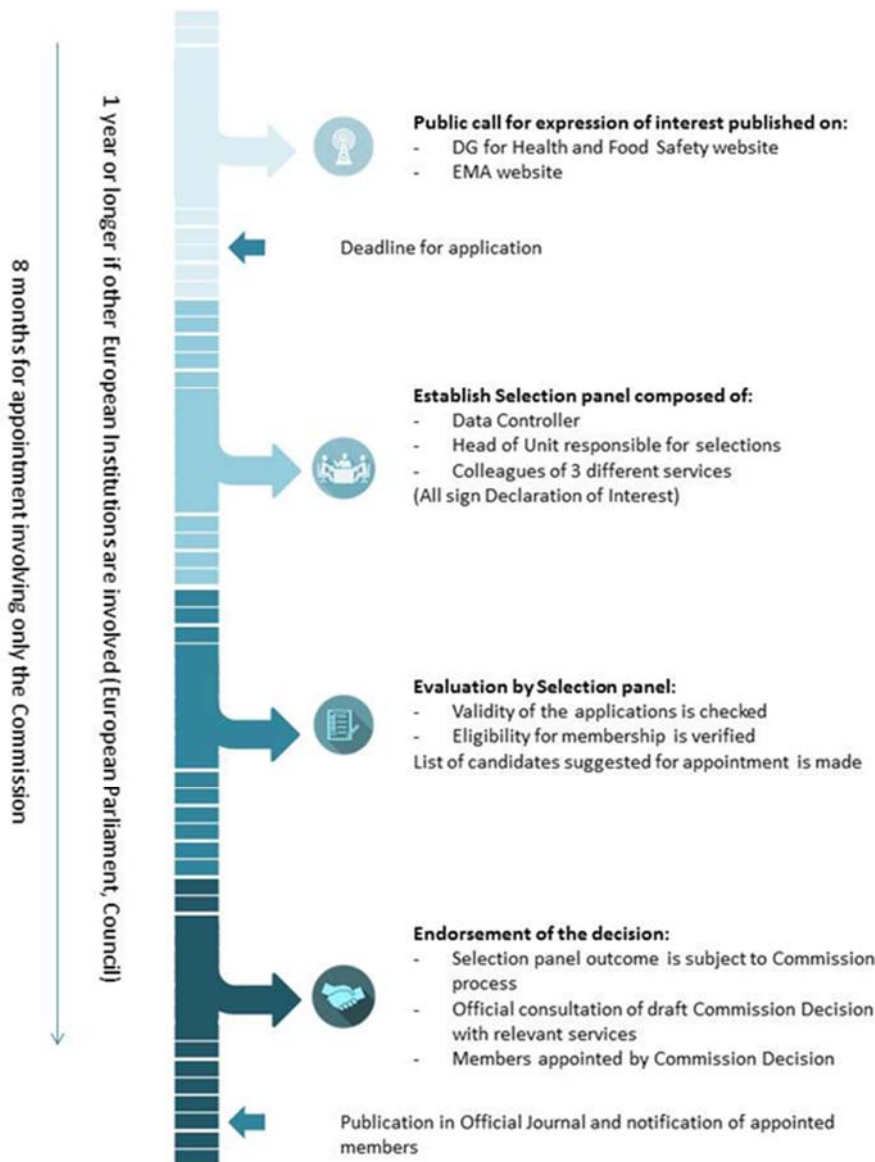 8 months for appointment involving only the Commission
1 year or longer if other European Institutions are involved (European Parliament, Council)
Public call for expression of interest published on:
- DG for Health and Food Safety website
- EMA website
Deadline for application
Establish Selection panel composed of:
- Data Controller
- Head of Unit responsible for selections
- Colleagues of 3 different services
(All sign Declaration of Interest)
Evaluation by Selection panel:
- Validity of the applications is checked
- Eligibility for membership is verified
List of candidates suggested for appointment is made
Endorsement of the decision:
- Selection panel outcome is subject to Commission
process
- Official consultation of draft Commission Decision
with relevant services
- Members appointed by Commission Decision
Publication in Official Journal and notification of appointed
members